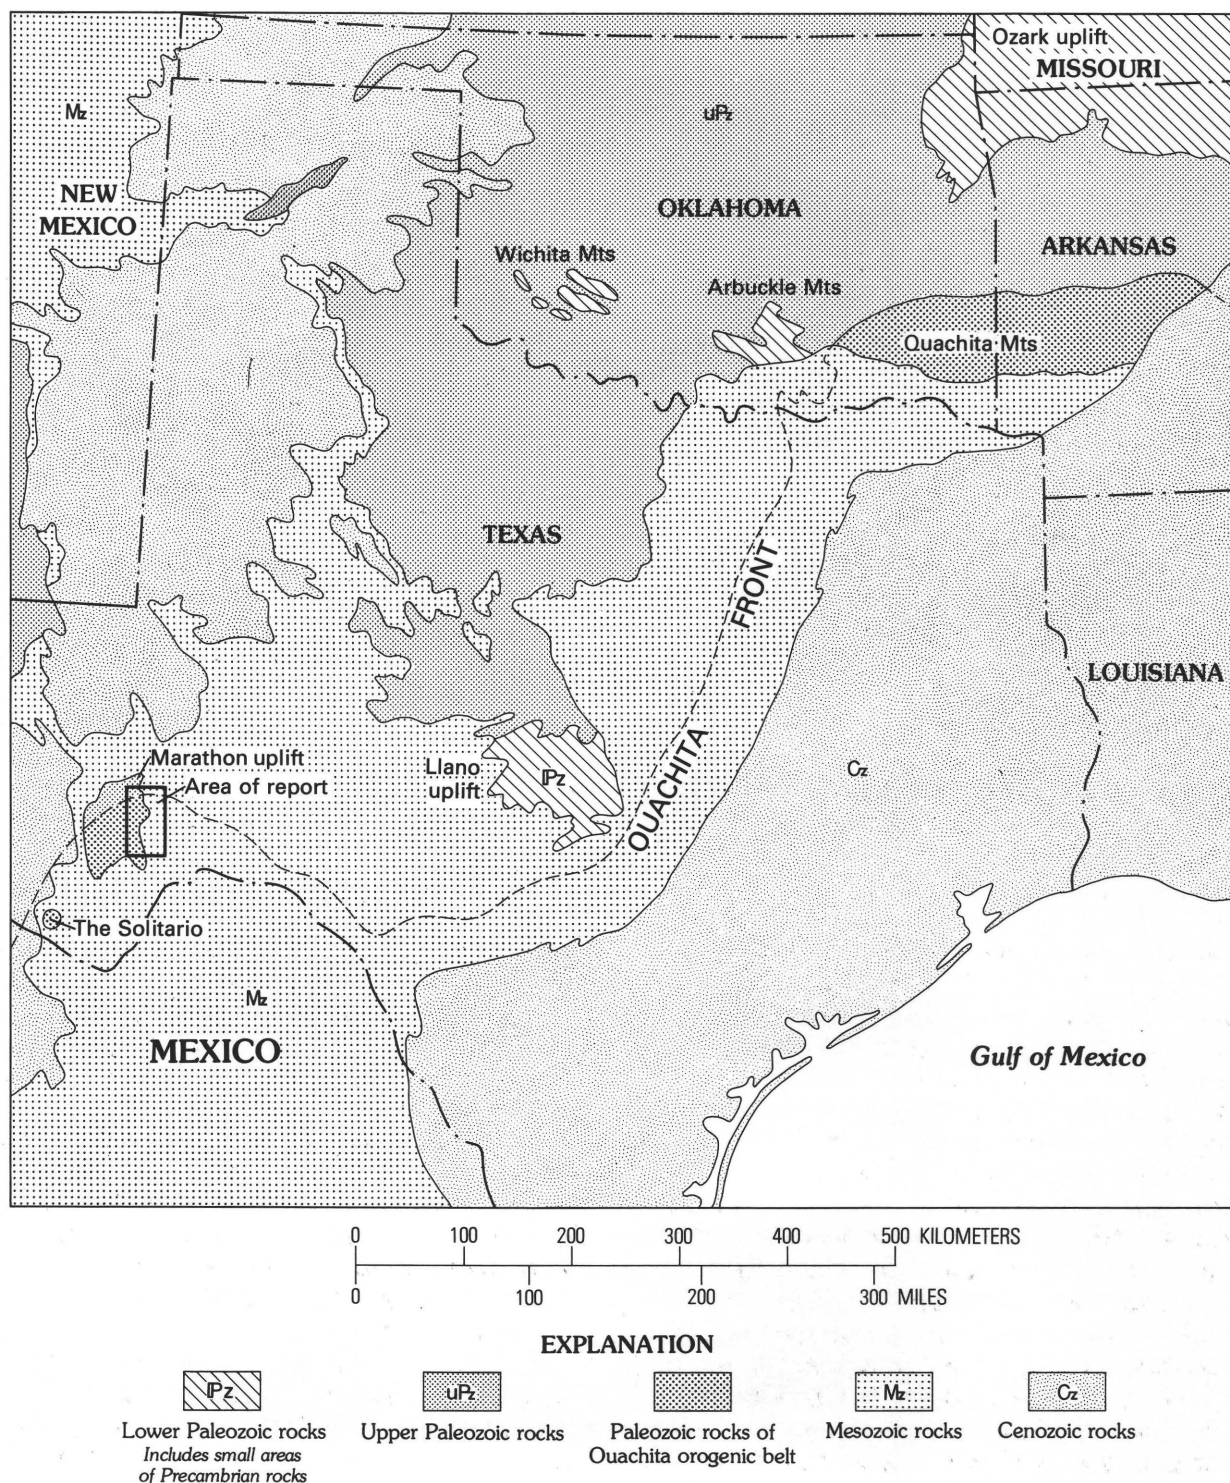 Ozark uplift
MISSOURI
Mz
uPz
NEW
MEXICO
OKLAHOMA
ARKANSAS
Wichita Mts
Arbuckle Mts
Quachita Mts
TEXAS
FRONT
OUACHITA
LOUISIANA
Marathon uplift
Area of report
Llano
uplift
lPz
Cz
The Solitario
Mz
MEXICO
Gulf of Mexico
0 100 200 300 400 500 KILOMETERS
0 100 200 300 MILES
EXPLANATION
lPz
Lower Paleozoic rocks
Includes small areas
of Precambrian rocks
uPz
Upper Paleozoic rocks
Paleozoic rocks of
Ouachita orogenic belt
Mz
Mesozoic rocks
Cz
Cenozoic rocks